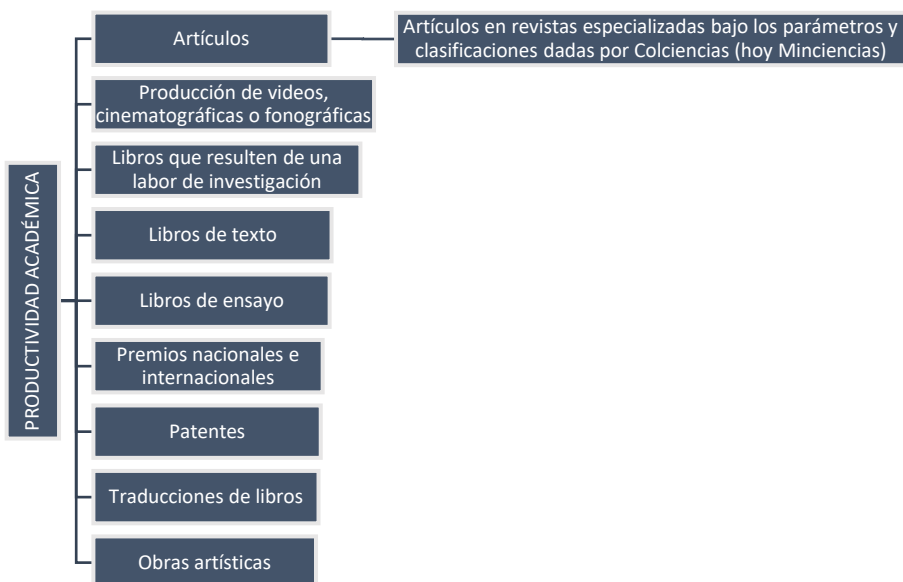 PRODUCTIVIDAD ACADÉMICA
Artículos
Artículos en revistas especializadas bajo los parámetros y
clasificaciones dadas por Colciencias (hoy Minciencias)
Producción de videos,
cinematográficas o fonográficas
Libros que resulten de una
labor de investigación
Libros de texto
Libros de ensayo
Premios nacionales e
internacionales
Patentes
Traducciones de libros
Obras artísticas